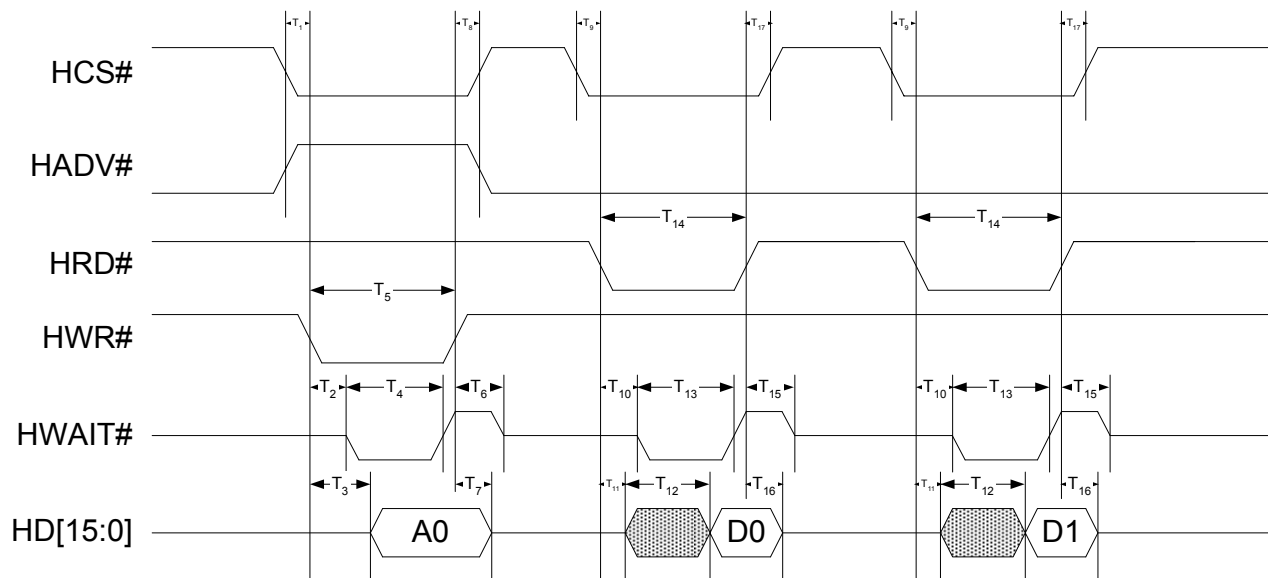 T1 T8 T9 T17 T9 T17
HCS#
HADV#
T14 T14
HRD#
T5
HWR#
T2 T4 T6 T10 T13 T15 T10 T13 T15
HWAIT#
T3 T7 T11 T12 T16 T11 T12 T16
HD[15:0] A0 D0 D1